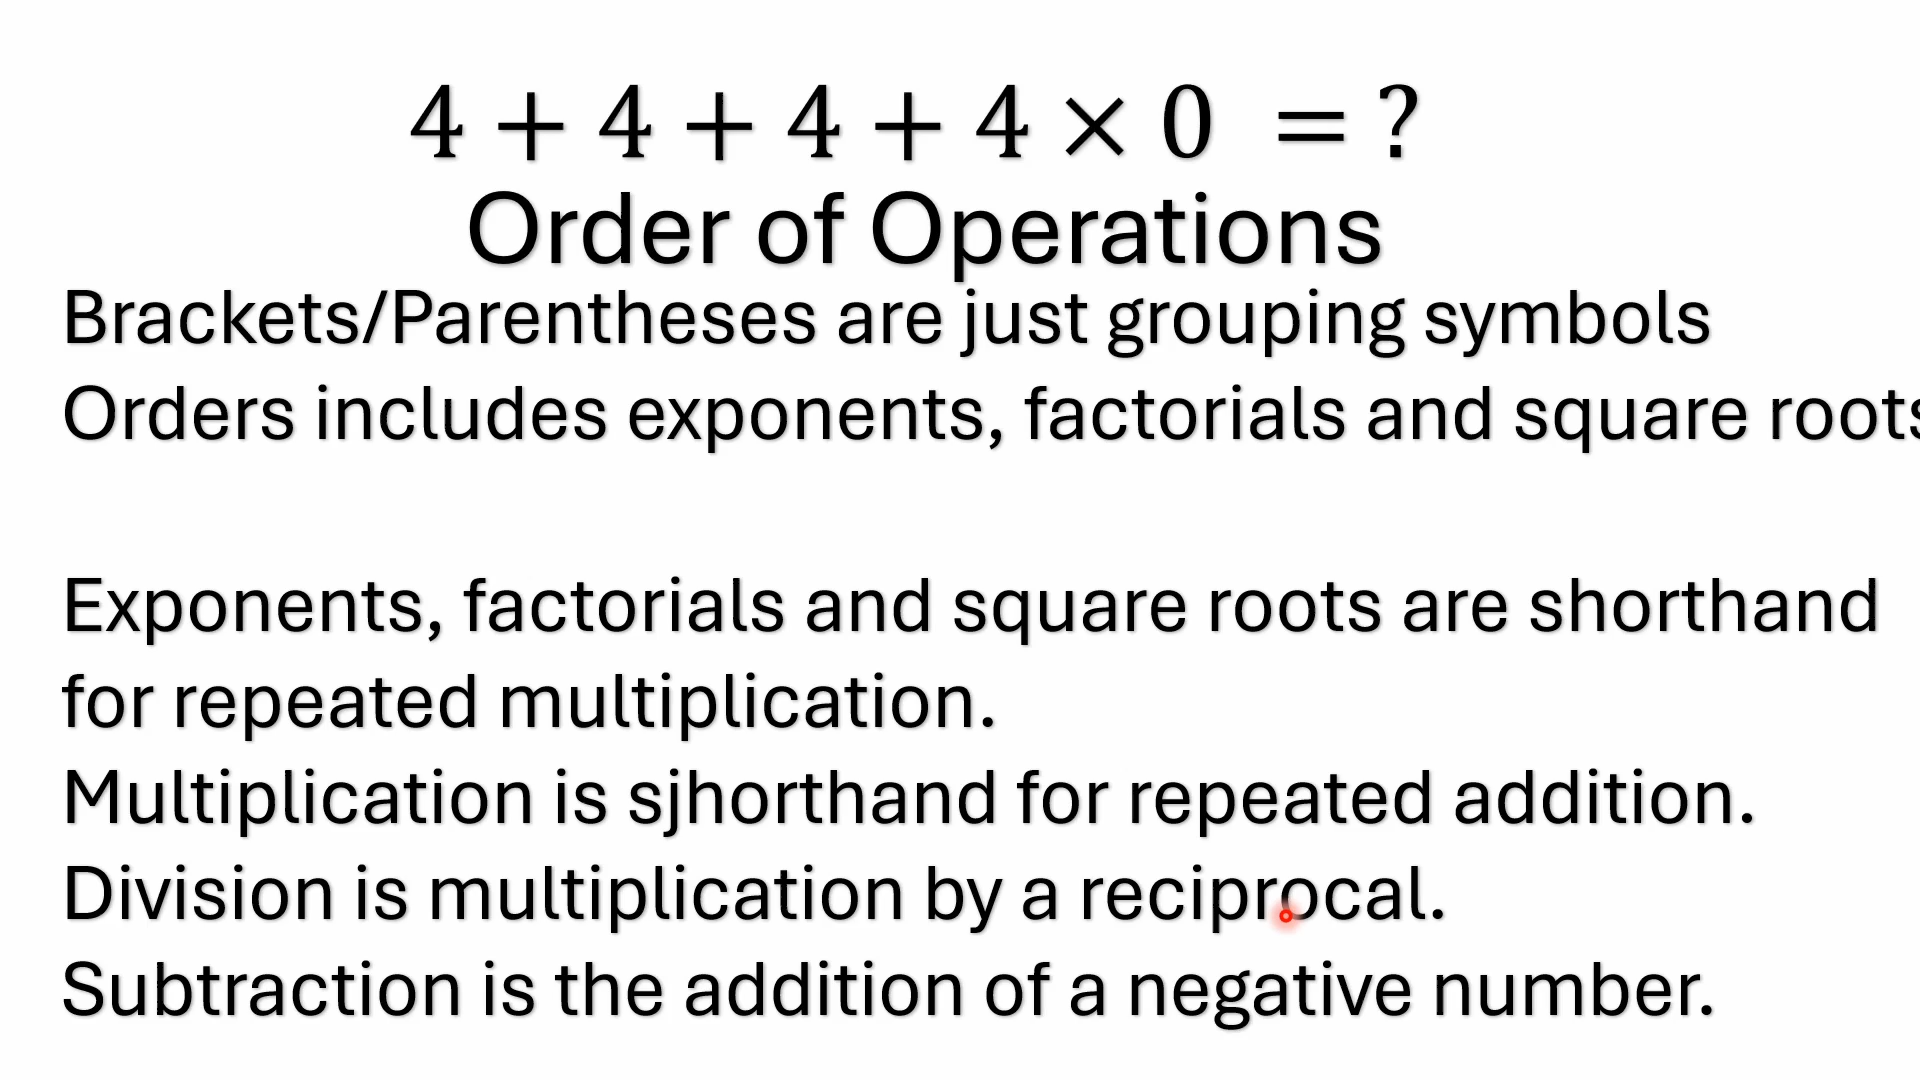 4 + 4 + 4 + 4 × 0 = ?
Order of Operations
Brackets/Parentheses are just grouping symbols
Orders includes exponents, factorials and square roots
Exponents, factorials and square roots are shorthand
for repeated multiplication.
Multiplication is sjhorthand for repeated addition.
Division is multiplication by a reciprocal.
Subtraction is the addition of a negative number.